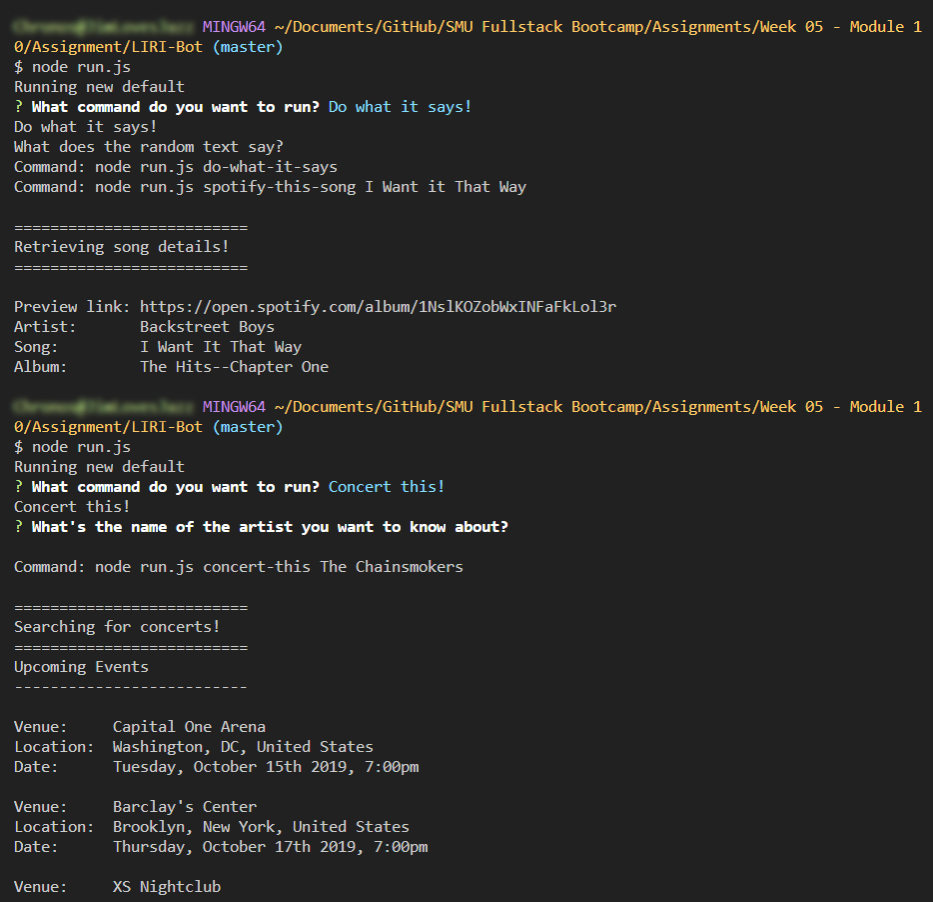 MINGW64 ~/Documents/GitHub/SMU Fullstack Bootcamp/Assignments/Week 05 - Module 1
0/Assignment/LIRI-Bot (master)
$ node run.js
Running new default
? What command do you want to run? Do what it says!
Do what it says!
What does the random text say?
Command: node run.js do-what-it-says
Command: node run.js spotify-this-song I Want it That Way
==========================
Retrieving song details!
==========================
Preview link: https://open.spotify.com/album/1NslKOZobWxINFaFkLol3r
Artist: Backstreet Boys
Song: I Want It That Way
Album: The Hits--Chapter One
MINGW64 ~/Documents/GitHub/SMU Fullstack Bootcamp/Assignments/Week 05 - Module 1
0/Assignment/LIRI-Bot (master)
$ node run.js
Running new default
? What command do you want to run? Concert this!
Concert this!
? What's the name of the artist you want to know about?
Command: node run.js concert-this The Chainsmokers
==========================
Searching for concerts!
==========================
Upcoming Events
--------------------------
Venue: Capital One Arena
Location: Washington, DC, United States
Date: Tuesday, October 15th 2019, 7:00pm
Venue: Barclay's Center
Location: Brooklyn, New York, United States
Date: Thursday, October 17th 2019, 7:00pm
Venue: XS Nightclub